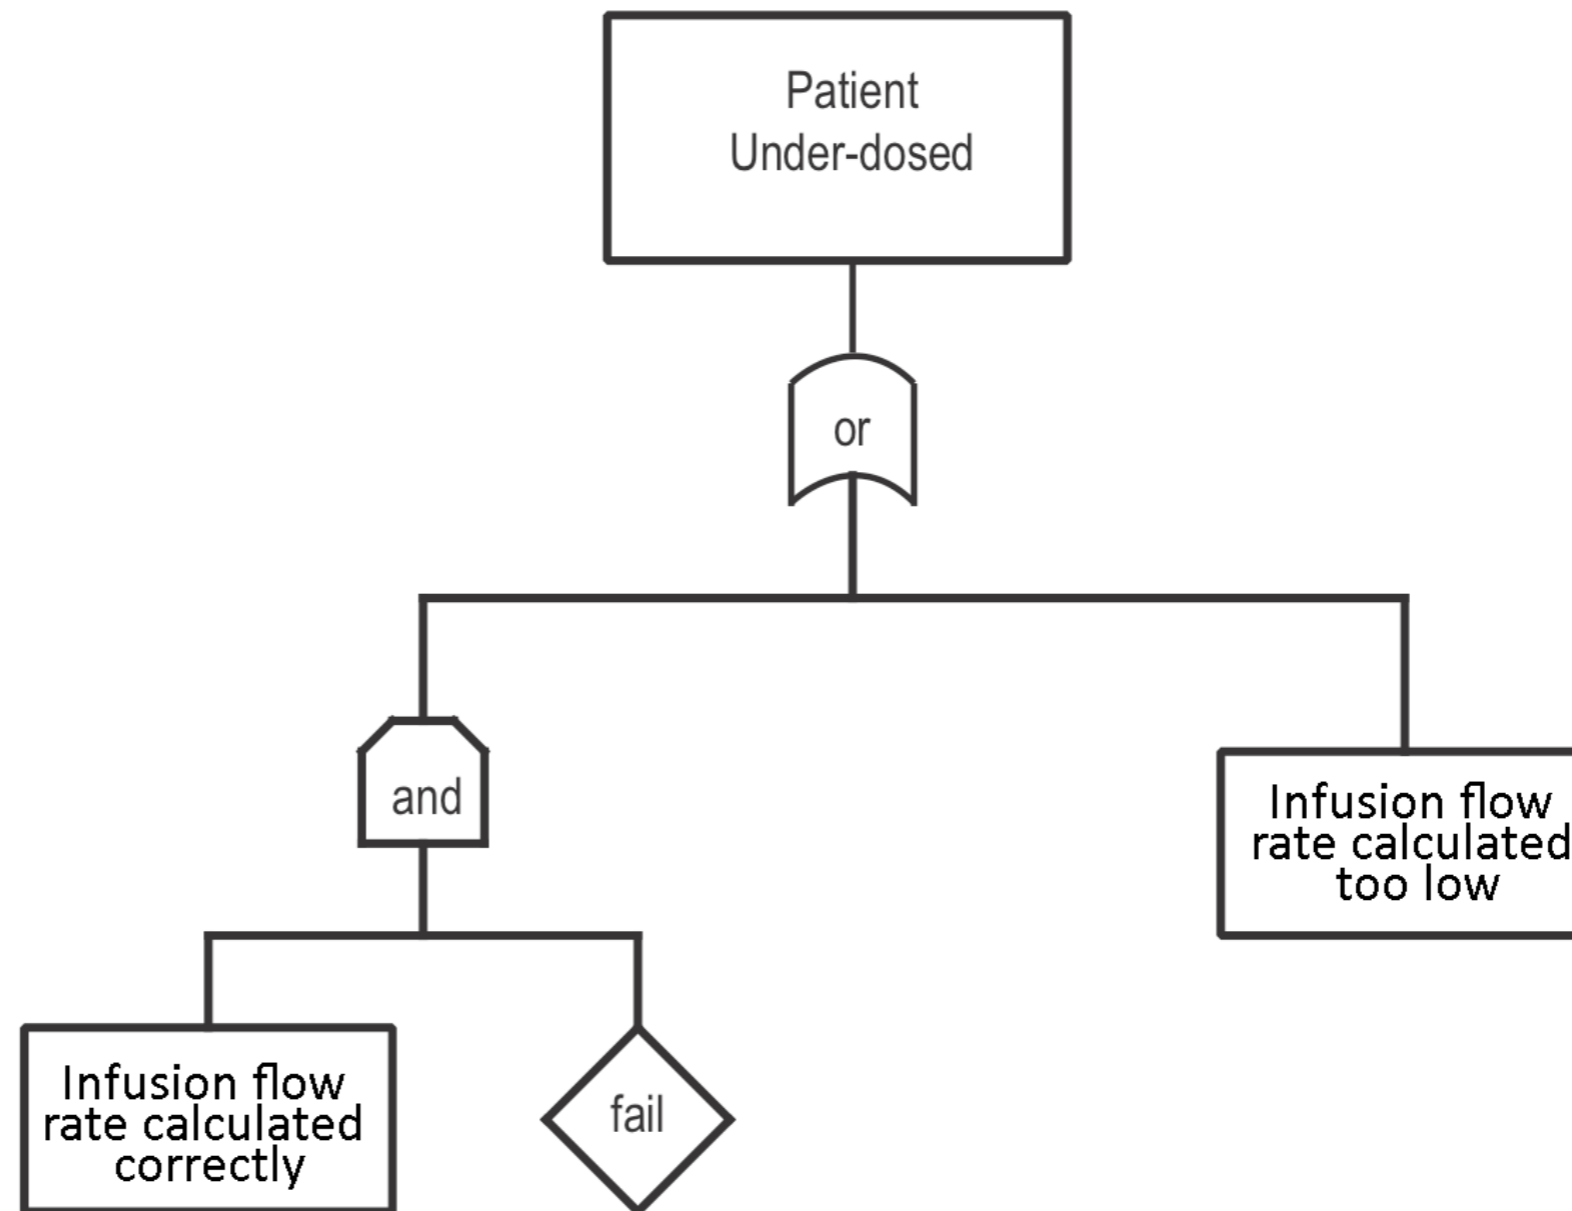 Patient
Under-dosed
or
and
Infusion flow
rate calculated
too low
Infusion flow
rate calculated
correctly
fail